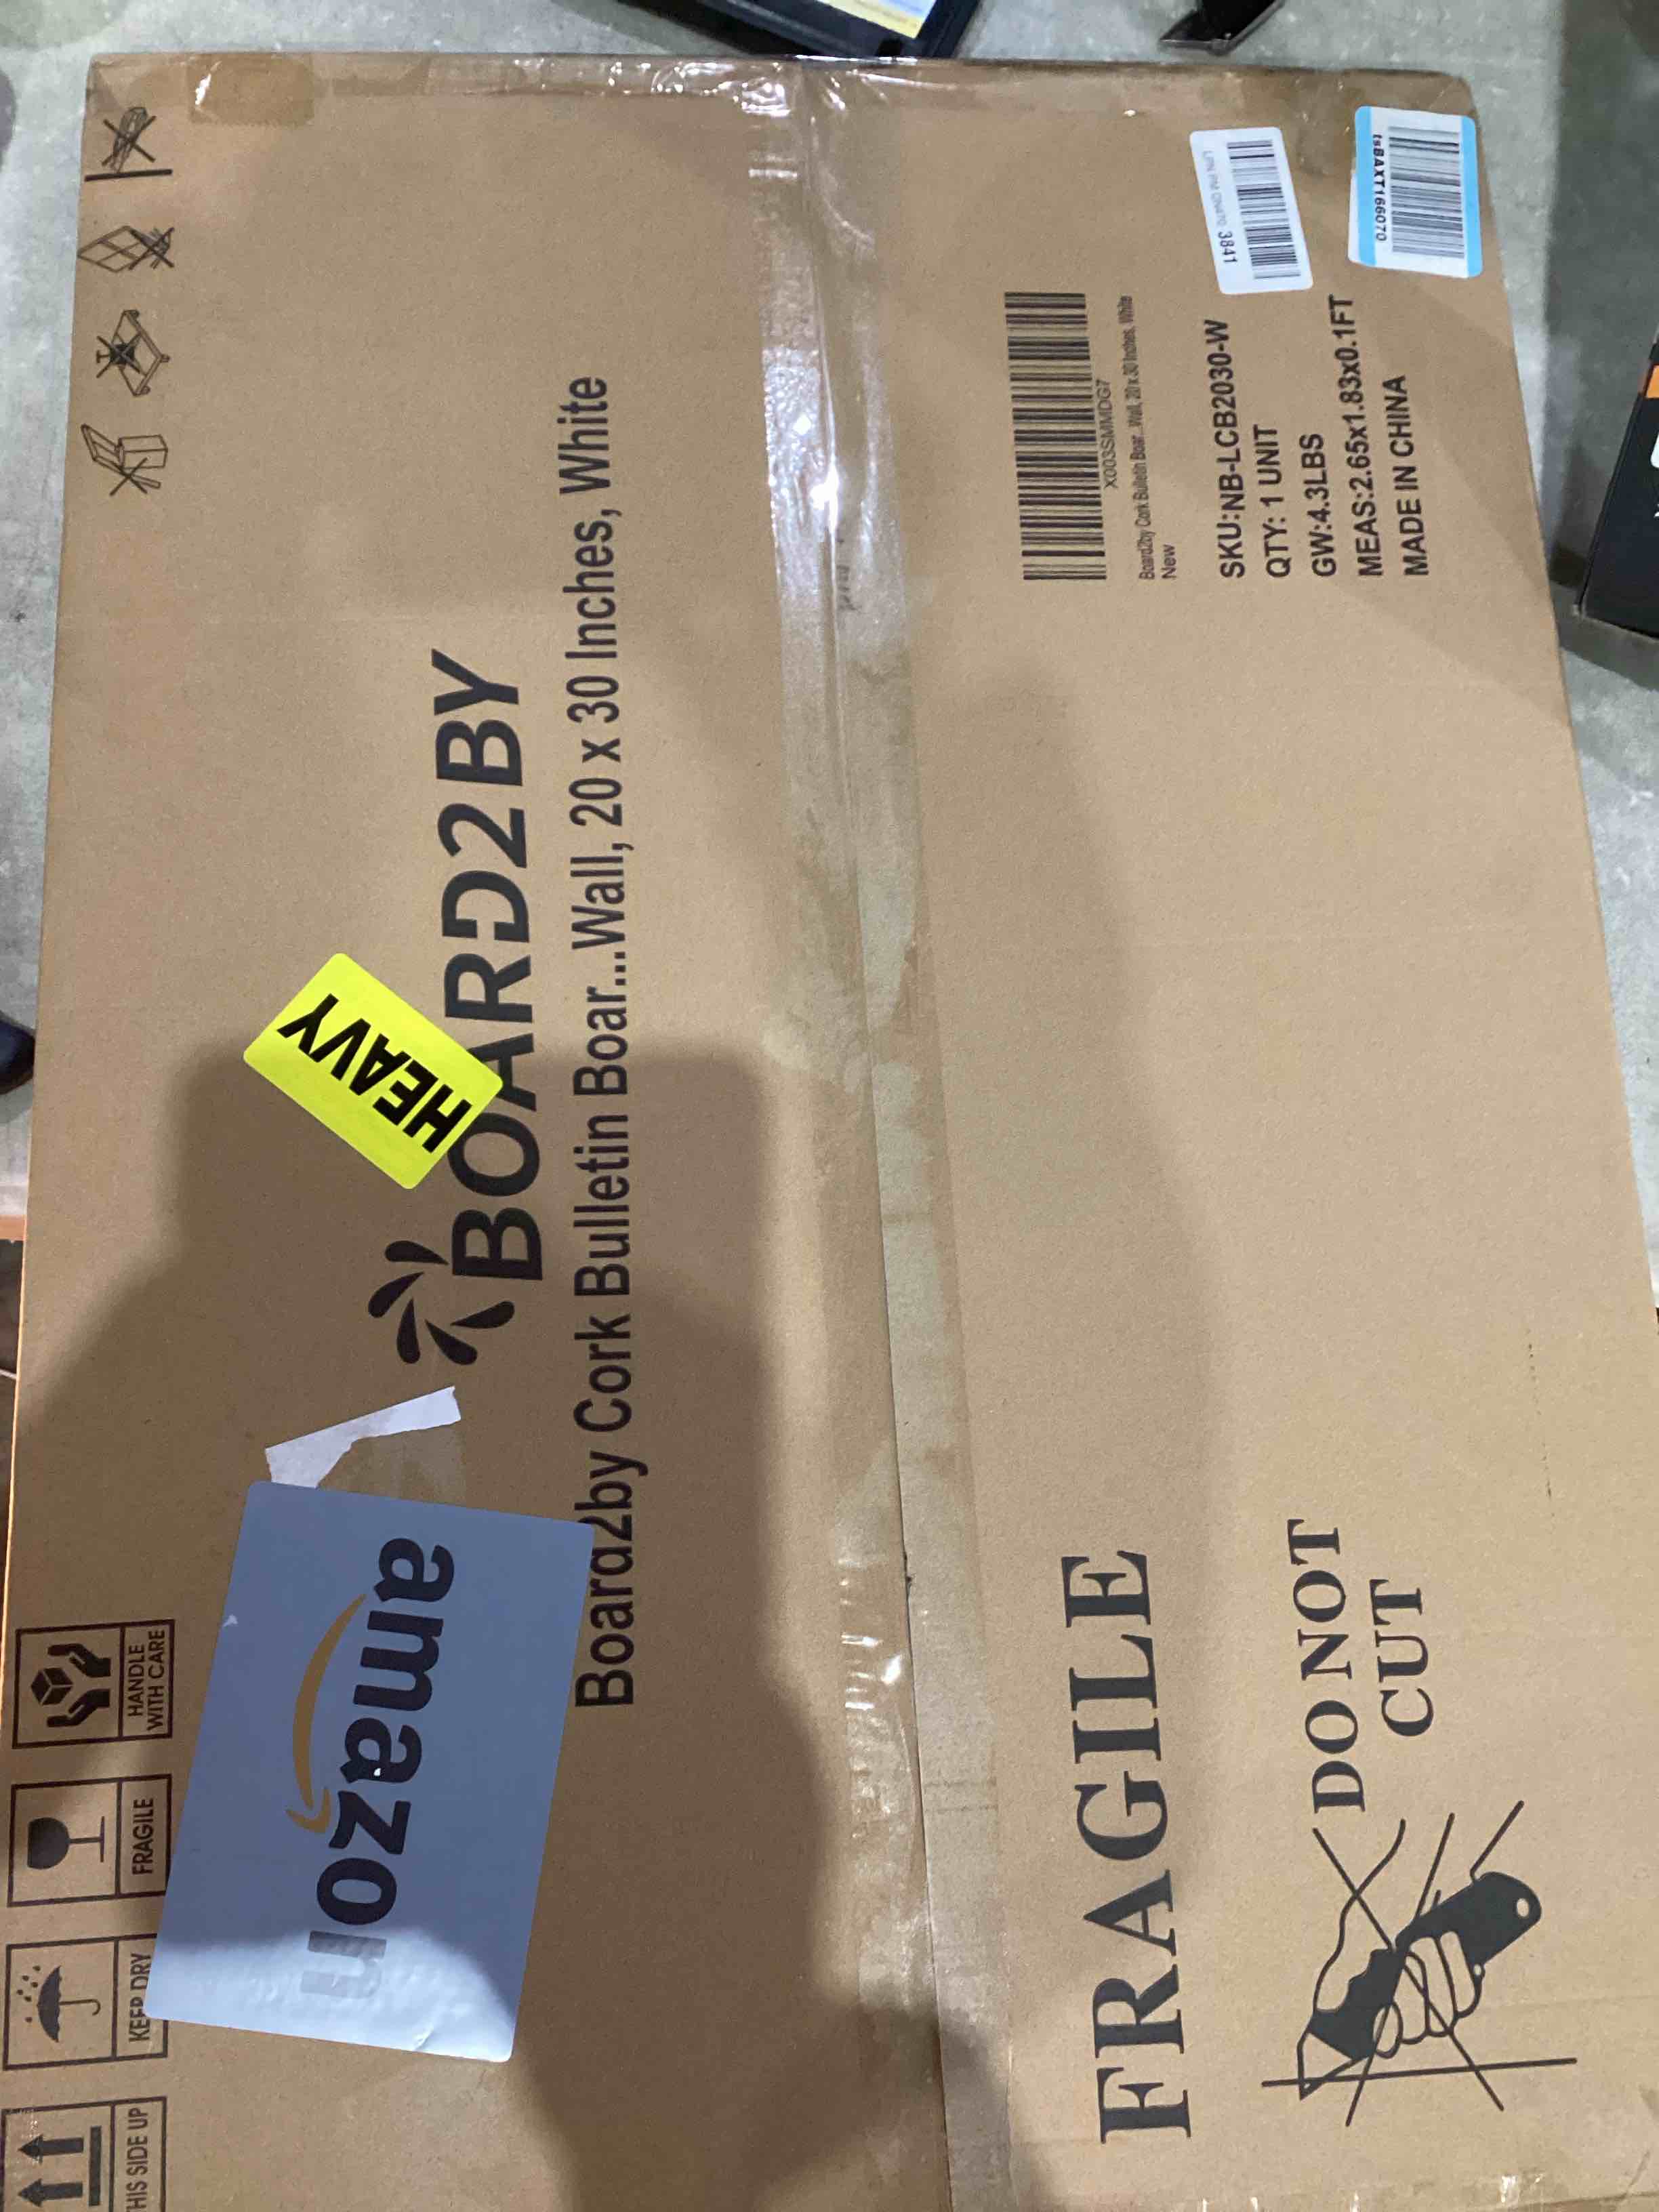 BOARD2BY
Board2by Cork Bulletin Boar...Wall, 20 x 30 Inches, White
HEAVY
amazon
HANDLE
WITH CARE
FRAGILE
KEEP DRY
THIS SIDE UP
X003SIMMDG7
Board2by Cork Bulletin Boar...Wall, 20 x 30 Inches, White
New
SKU:NB-LCB2030-W
QTY: 1 UNIT
GW:4.3LBS
MEAS:2.65x1.83x0.1FT
MADE IN CHINA
3841
tsBAXT166070
FRAGILE
DO NOT
CUT